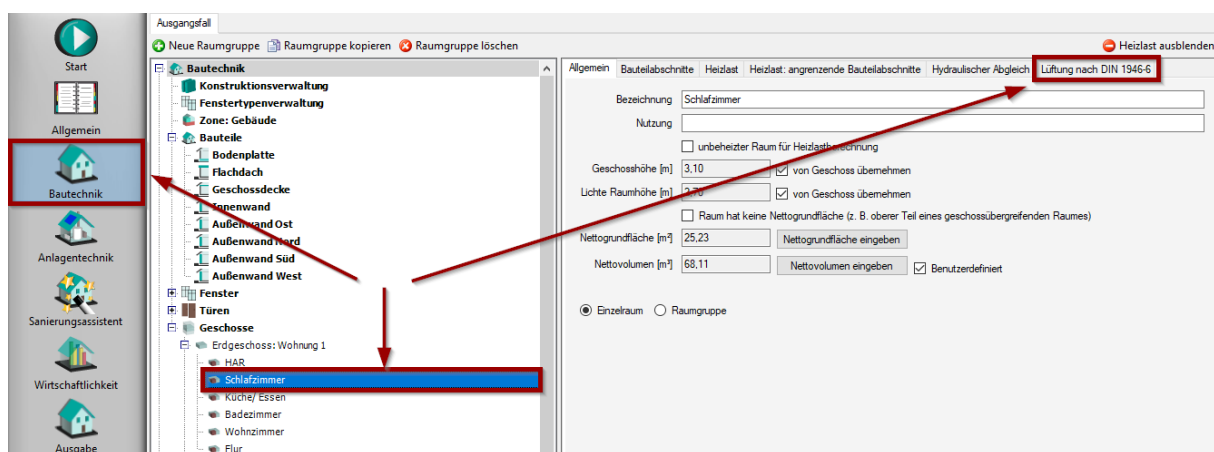 Ausgangsfall
Neue Raumgruppe Raumgruppe kopieren Raumgruppe löschen
Heizlast ausblenden
Start
Allgemein
Bautechnik
Anlagentechnik
Sanierungsassistent
Wirtschaftlichkeit
Ausgabe
Bautechnik
Konstruktionsverwaltung
Fenstertypenverwaltung
Zone: Gebäude
Bauteile
Bodenplatte
Flachdach
Geschossdecke
Innenwand
Außenwand Ost
Außenwand Nord
Außenwand Süd
Außenwand West
Fenster
Türen
Geschosse
Erdgeschoss: Wohnung 1
HAR
Schlafzimmer
Küche/ Essen
Badezimmer
Wohnzimmer
Flur
Allgemein Bauteilabschnitte Heizlast Heizlast: angrenzende Bauteilabschnitte Hydraulischer Abgleich Lüftung nach DIN 1946-6
Bezeichnung Schlafzimmer
Nutzung
unbeheizter Raum für Heizlastberechnung
Geschosshöhe [m] 3,10 von Geschoss übernehmen
Lichte Raumhöhe [m] 2,70 von Geschoss übernehmen
Raum hat keine Nettogrundfläche (z. B. oberer Teil eines geschossübergreifenden Raumes)
Nettogrundfläche [m²] 25,23 Nettogrundfläche eingeben
Nettovolumen [m³] 68,11 Nettovolumen eingeben Benutzerdefiniert
Einzelraum Raumgruppe